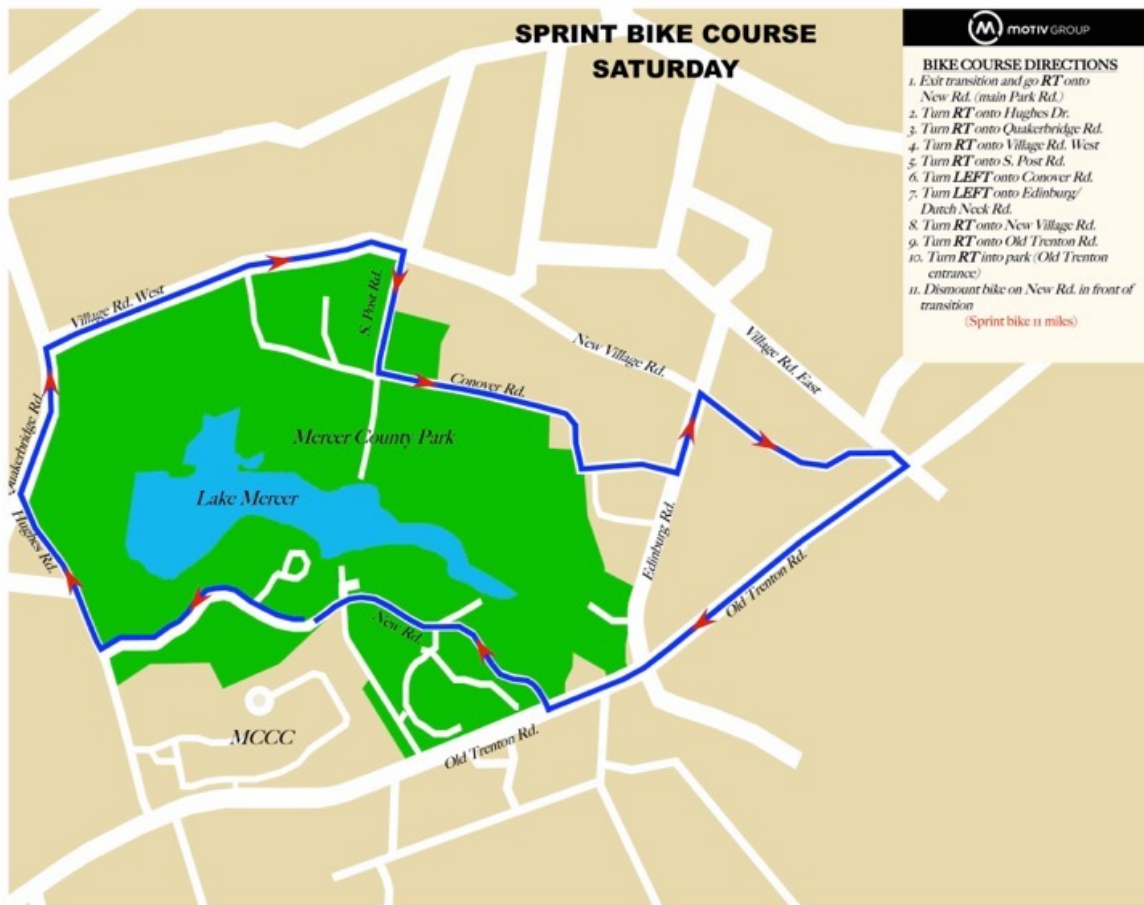 SPRINT BIKE COURSE
SATURDAY
M MOTIV GROUP
BIKE COURSE DIRECTIONS
1. Exit transition and go RT onto
New Rd. (main Park Rd.)
2. Turn RT onto Hughes Dr.
3. Turn RT onto Quakerbridge Rd.
4. Turn RT onto Village Rd. West
5. Turn RT onto S. Post Rd.
6. Turn LEFT onto Conover Rd.
7. Turn LEFT onto Edinburg/
Dutch Neck Rd.
8. Turn RT onto New Village Rd.
9. Turn RT onto Old Trenton Rd.
10. Turn RT into park (Old Trenton
entrance)
11. Dismount bike on New Rd. in front of
transition
(Sprint bike 11 miles)
Village Rd. West
S. Post Rd.
New Village Rd.
Village Rd. East
Conover Rd.
Quakerbridge Rd.
Mercer County Park
Lake Mercer
Hughes Rd.
Edinburg Rd.
Old Trenton Rd.
New Rd.
MCCC
Old Trenton Rd.